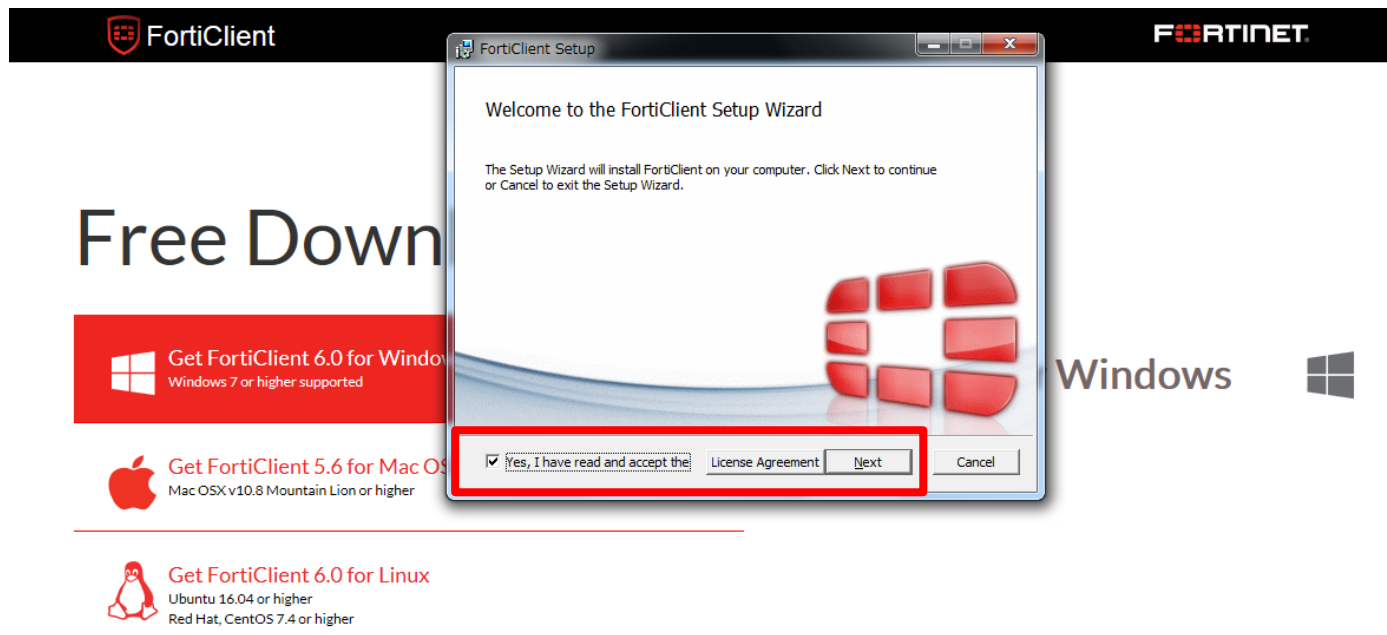 FortiClient
FORTINET
FortiClient Setup
Welcome to the FortiClient Setup Wizard
The Setup Wizard will install FortiClient on your computer. Click Next to continue
or Cancel to exit the Setup Wizard.
Free Down
Get FortiClient 6.0 for Windo
Windows 7 or higher supported
Windows
Yes, I have read and accept the
License Agreement
Next
Cancel
Get FortiClient 5.6 for Mac OS
Mac OSX v10.8 Mountain Lion or higher
Get FortiClient 6.0 for Linux
Ubuntu 16.04 or higher
Red Hat, CentOS 7.4 or higher